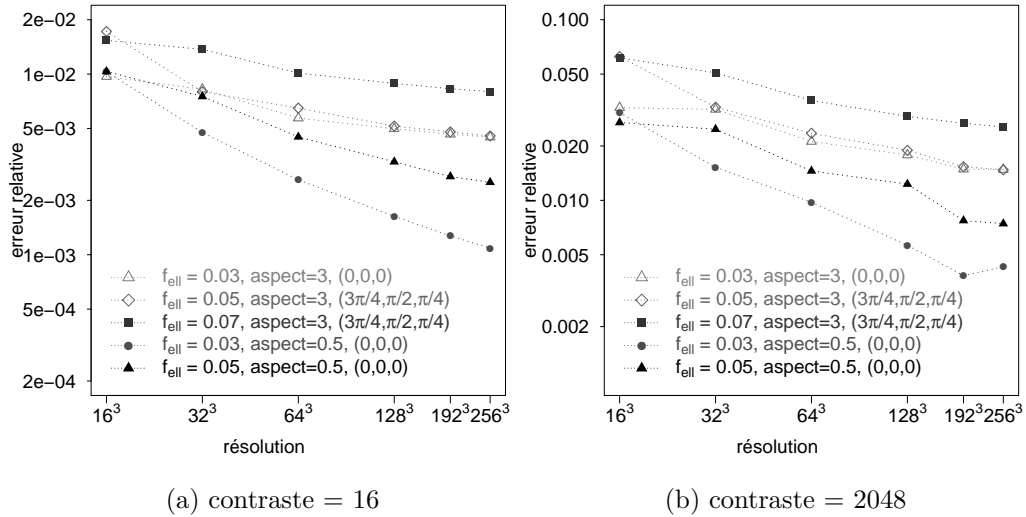 2e−02
1e−02
5e−03
2e−03
1e−03
5e−04
2e−04
erreur relative
f_ell = 0.03, aspect=3, (0,0,0)
f_ell = 0.05, aspect=3, (3π/4,π/2,π/4)
f_ell = 0.07, aspect=3, (3π/4,π/2,π/4)
f_ell = 0.03, aspect=0.5, (0,0,0)
f_ell = 0.05, aspect=0.5, (0,0,0)
16³ 32³ 64³ 128³ 192³ 256³
résolution
(a) contraste = 16
0.100
0.050
0.020
0.010
0.005
0.002
erreur relative
f_ell = 0.03, aspect=3, (0,0,0)
f_ell = 0.05, aspect=3, (3π/4,π/2,π/4)
f_ell = 0.07, aspect=3, (3π/4,π/2,π/4)
f_ell = 0.03, aspect=0.5, (0,0,0)
f_ell = 0.05, aspect=0.5, (0,0,0)
16³ 32³ 64³ 128³ 192³ 256³
résolution
(b) contraste = 2048